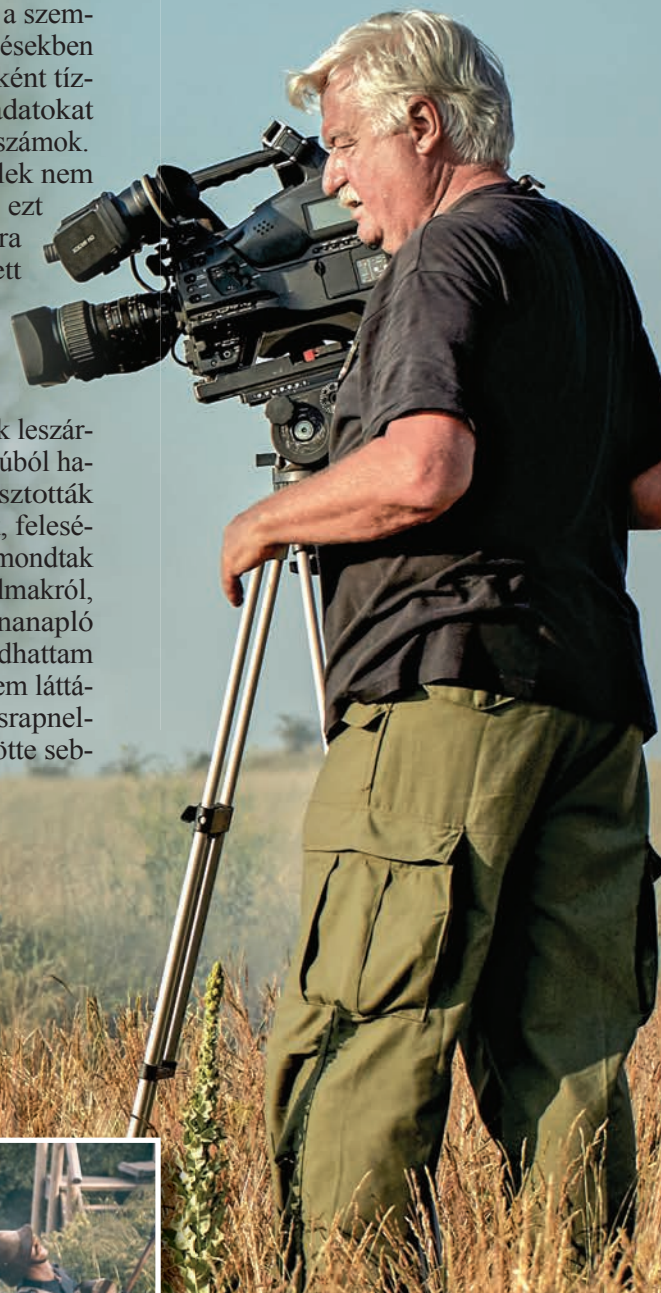 a szem-
ésekben
ként tíz-
adatokat
számok.
lek nem
ezt
ra
ett
k leszár-
úból ha-
sztották
, felesé-
mondtak
lmakról,
nanapló
dhattam
em láttá-
srapnel-
ötte seb-